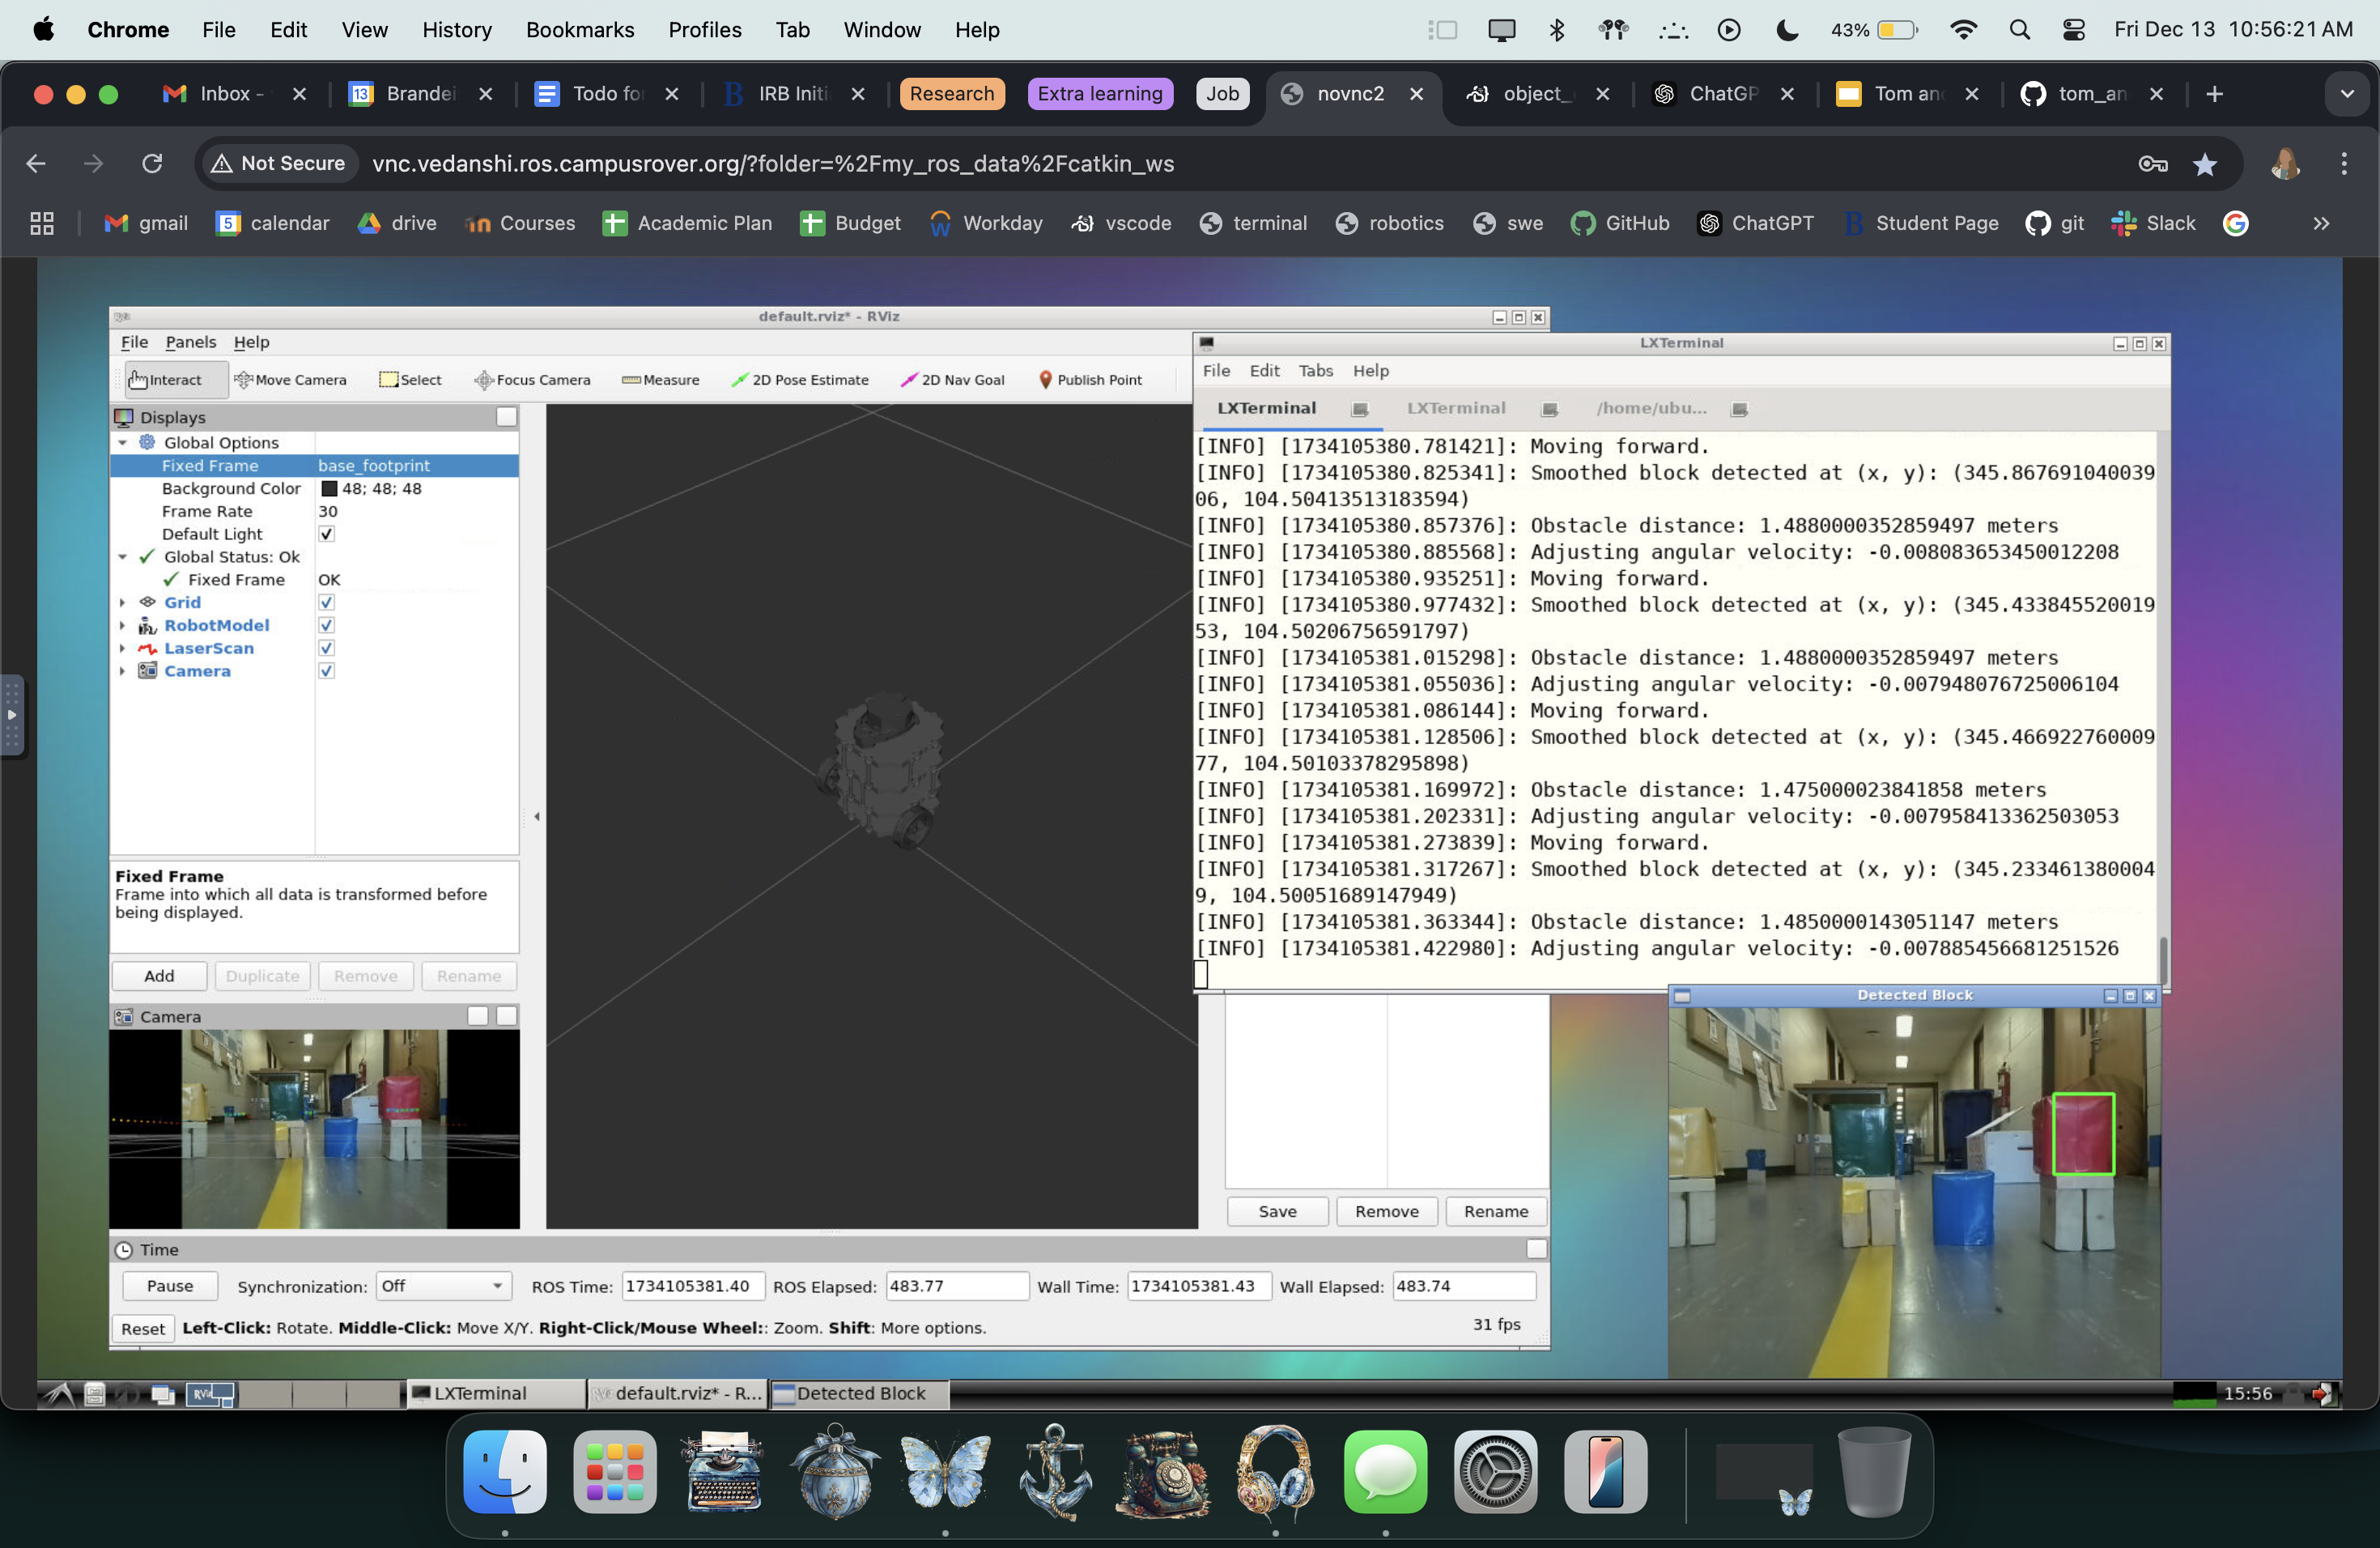 Chrome File Edit View History Bookmarks Profiles Tab Window Help 43% Fri Dec 13 10:56:21 AM
Inbox - 13 Brandei Todo fo IRB Initi Research Extra learning Job novnc2 object_ ChatGP Tom an tom_an
Not Secure vnc.vedanshi.ros.campusrover.org/?folder=%2Fmy_ros_data%2Fcatkin_ws
gmail 5 calendar drive Courses Academic Plan Budget Workday vscode terminal robotics swe GitHub ChatGPT Student Page git Slack
default.rviz* - RViz
File Panels Help
Interact Move Camera Select Focus Camera Measure 2D Pose Estimate 2D Nav Goal Publish Point
Displays
Global Options
Fixed Frame base_footprint
Background Color 48; 48; 48
Frame Rate 30
Default Light
Global Status: Ok
Fixed Frame OK
Grid
RobotModel
LaserScan
Camera
Fixed Frame
Frame into which all data is transformed before
being displayed.
Add Duplicate Remove Rename
Camera
LXTerminal
File Edit Tabs Help
LXTerminal LXTerminal /home/ubu...
[INFO] [1734105380.781421]: Moving forward.
[INFO] [1734105380.825341]: Smoothed block detected at (x, y): (345.867691040039
06, 104.50413513183594)
[INFO] [1734105380.857376]: Obstacle distance: 1.4880000352859497 meters
[INFO] [1734105380.885568]: Adjusting angular velocity: -0.008083653450012208
[INFO] [1734105380.935251]: Moving forward.
[INFO] [1734105380.977432]: Smoothed block detected at (x, y): (345.433845520019
53, 104.50206756591797)
[INFO] [1734105381.015298]: Obstacle distance: 1.4880000352859497 meters
[INFO] [1734105381.055036]: Adjusting angular velocity: -0.007948076725006104
[INFO] [1734105381.086144]: Moving forward.
[INFO] [1734105381.128506]: Smoothed block detected at (x, y): (345.466922760009
77, 104.50103378295898)
[INFO] [1734105381.169972]: Obstacle distance: 1.475000023841858 meters
[INFO] [1734105381.202331]: Adjusting angular velocity: -0.007958413362503053
[INFO] [1734105381.273839]: Moving forward.
[INFO] [1734105381.317267]: Smoothed block detected at (x, y): (345.233461380004
9, 104.50051689147949)
[INFO] [1734105381.363344]: Obstacle distance: 1.4850000143051147 meters
[INFO] [1734105381.422980]: Adjusting angular velocity: -0.007885456681251526
Detected Block
Save Remove Rename
Time
Pause Synchronization: Off ROS Time: 1734105381.40 ROS Elapsed: 483.77 Wall Time: 1734105381.43 Wall Elapsed: 483.74
Reset Left-Click: Rotate. Middle-Click: Move X/Y. Right-Click/Mouse Wheel:: Zoom. Shift: More options. 31 fps
LXTerminal default.rviz* - R... Detected Block 15:56